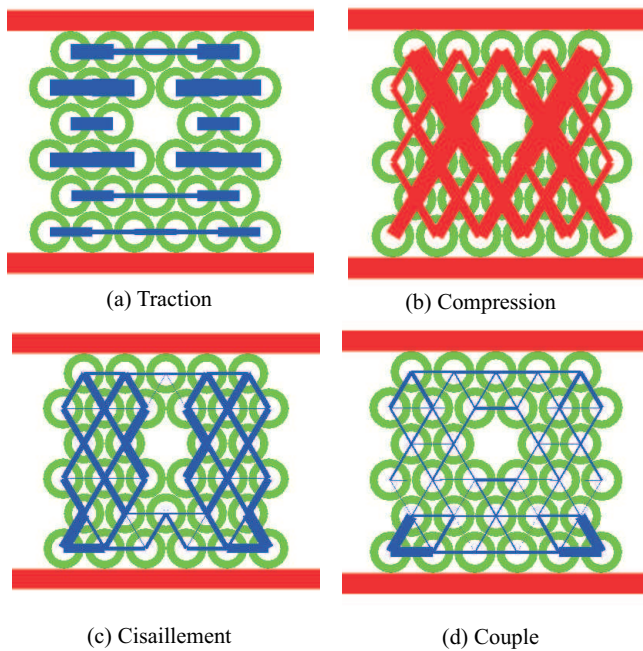 (a) Traction
(b) Compression
(c) Cisaillement
(d) Couple